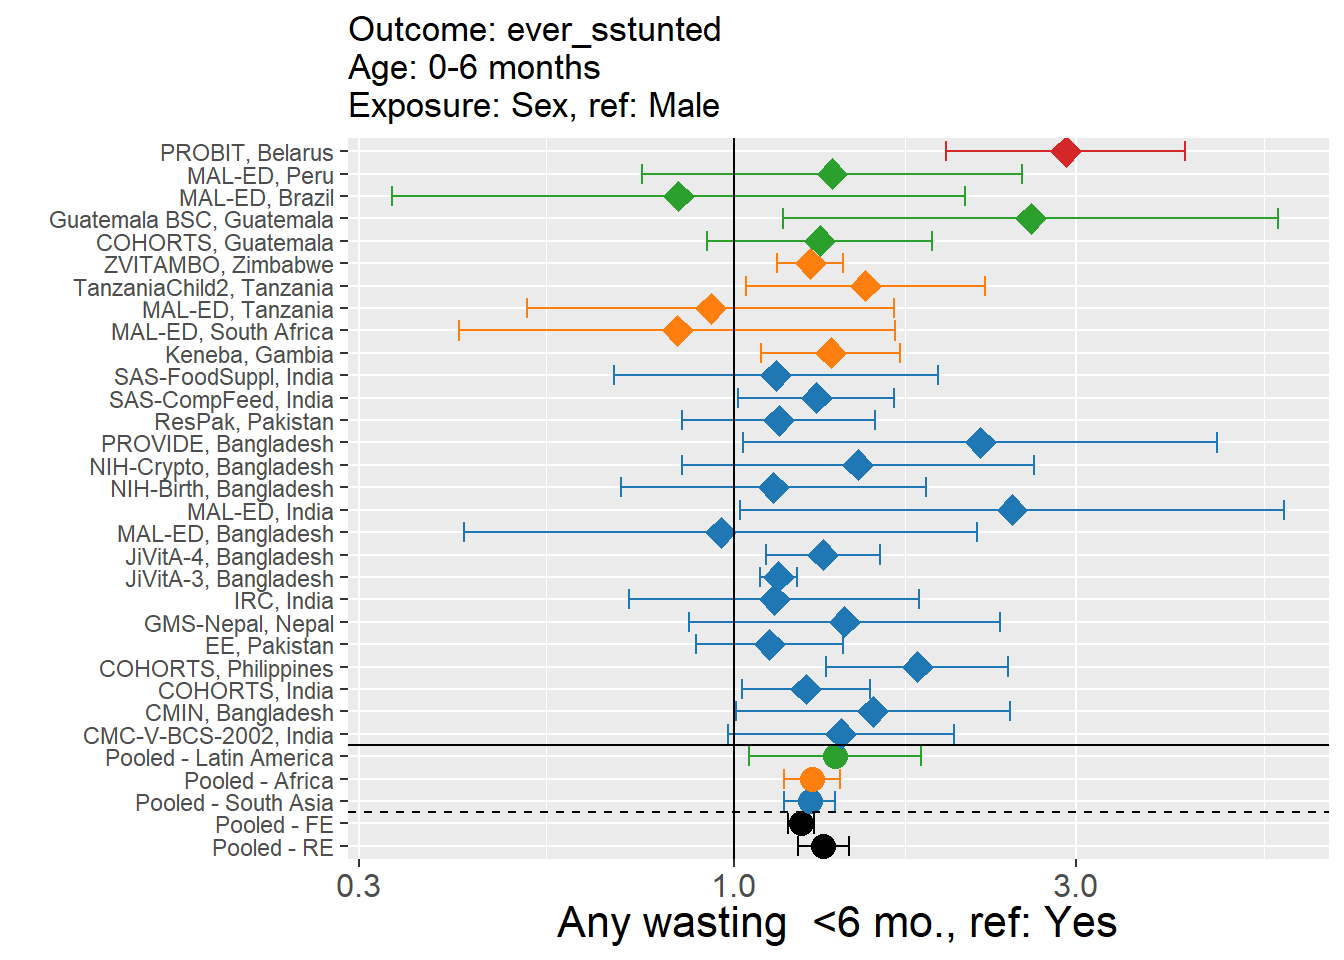 Outcome: ever_sstunted
Age: 0-6 months
Exposure: Sex, ref: Male
PROBIT, Belarus
MAL-ED, Peru
MAL-ED, Brazil
Guatemala BSC, Guatemala
COHORTS, Guatemala
ZVITAMBO, Zimbabwe
TanzaniaChild2, Tanzania
MAL-ED, Tanzania
MAL-ED, South Africa
Keneba, Gambia
SAS-FoodSuppl, India
SAS-CompFeed, India
ResPak, Pakistan
PROVIDE, Bangladesh
NIH-Crypto, Bangladesh
NIH-Birth, Bangladesh
MAL-ED, India
MAL-ED, Bangladesh
JiVitA-4, Bangladesh
JiVitA-3, Bangladesh
IRC, India
GMS-Nepal, Nepal
EE, Pakistan
COHORTS, Philippines
COHORTS, India
CMIN, Bangladesh
CMC-V-BCS-2002, India
Pooled - Latin America
Pooled - Africa
Pooled - South Asia
Pooled - FE
Pooled - RE
0.3 1.0 3.0
Any wasting  <6 mo., ref: Yes